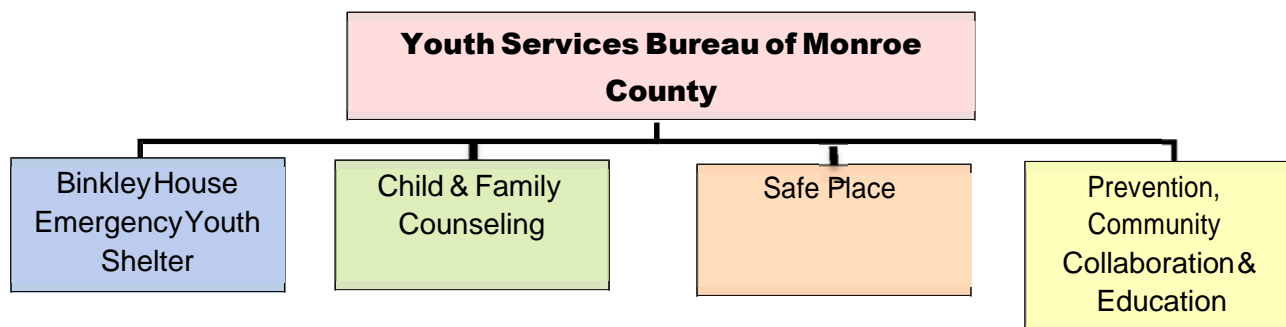 Youth Services Bureau of Monroe
County
Binkley House
Emergency Youth
Shelter
Child & Family
Counseling
Safe Place
Prevention,
Community
Collaboration &
Education